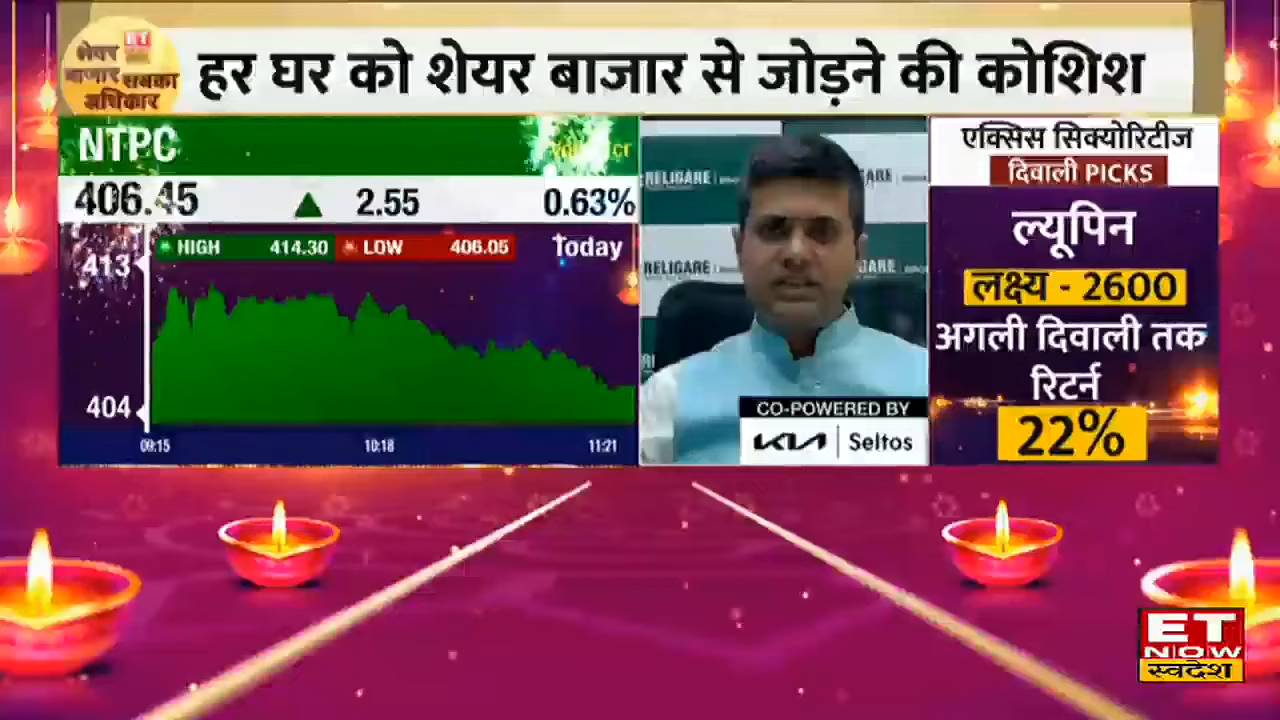 शेयर ET
बाजार सबका
अधिकार
हर घर को शेयर बाजार से जोड़ने की कोशिश
NTPC
406.45 ▲ 2.55 0.63%
HIGH 414.30 LOW 406.05 Today
413
404
09:15 10:18 11:21
RELIGARE
RELIGARE
CO-POWERED BY
KIA Seltos
एक्सिस सिक्योरिटीज
दिवाली PICKS
ल्यूपिन
लक्ष्य - 2600
अगली दिवाली तक
रिटर्न
22%
ET
NOW
स्वदेश